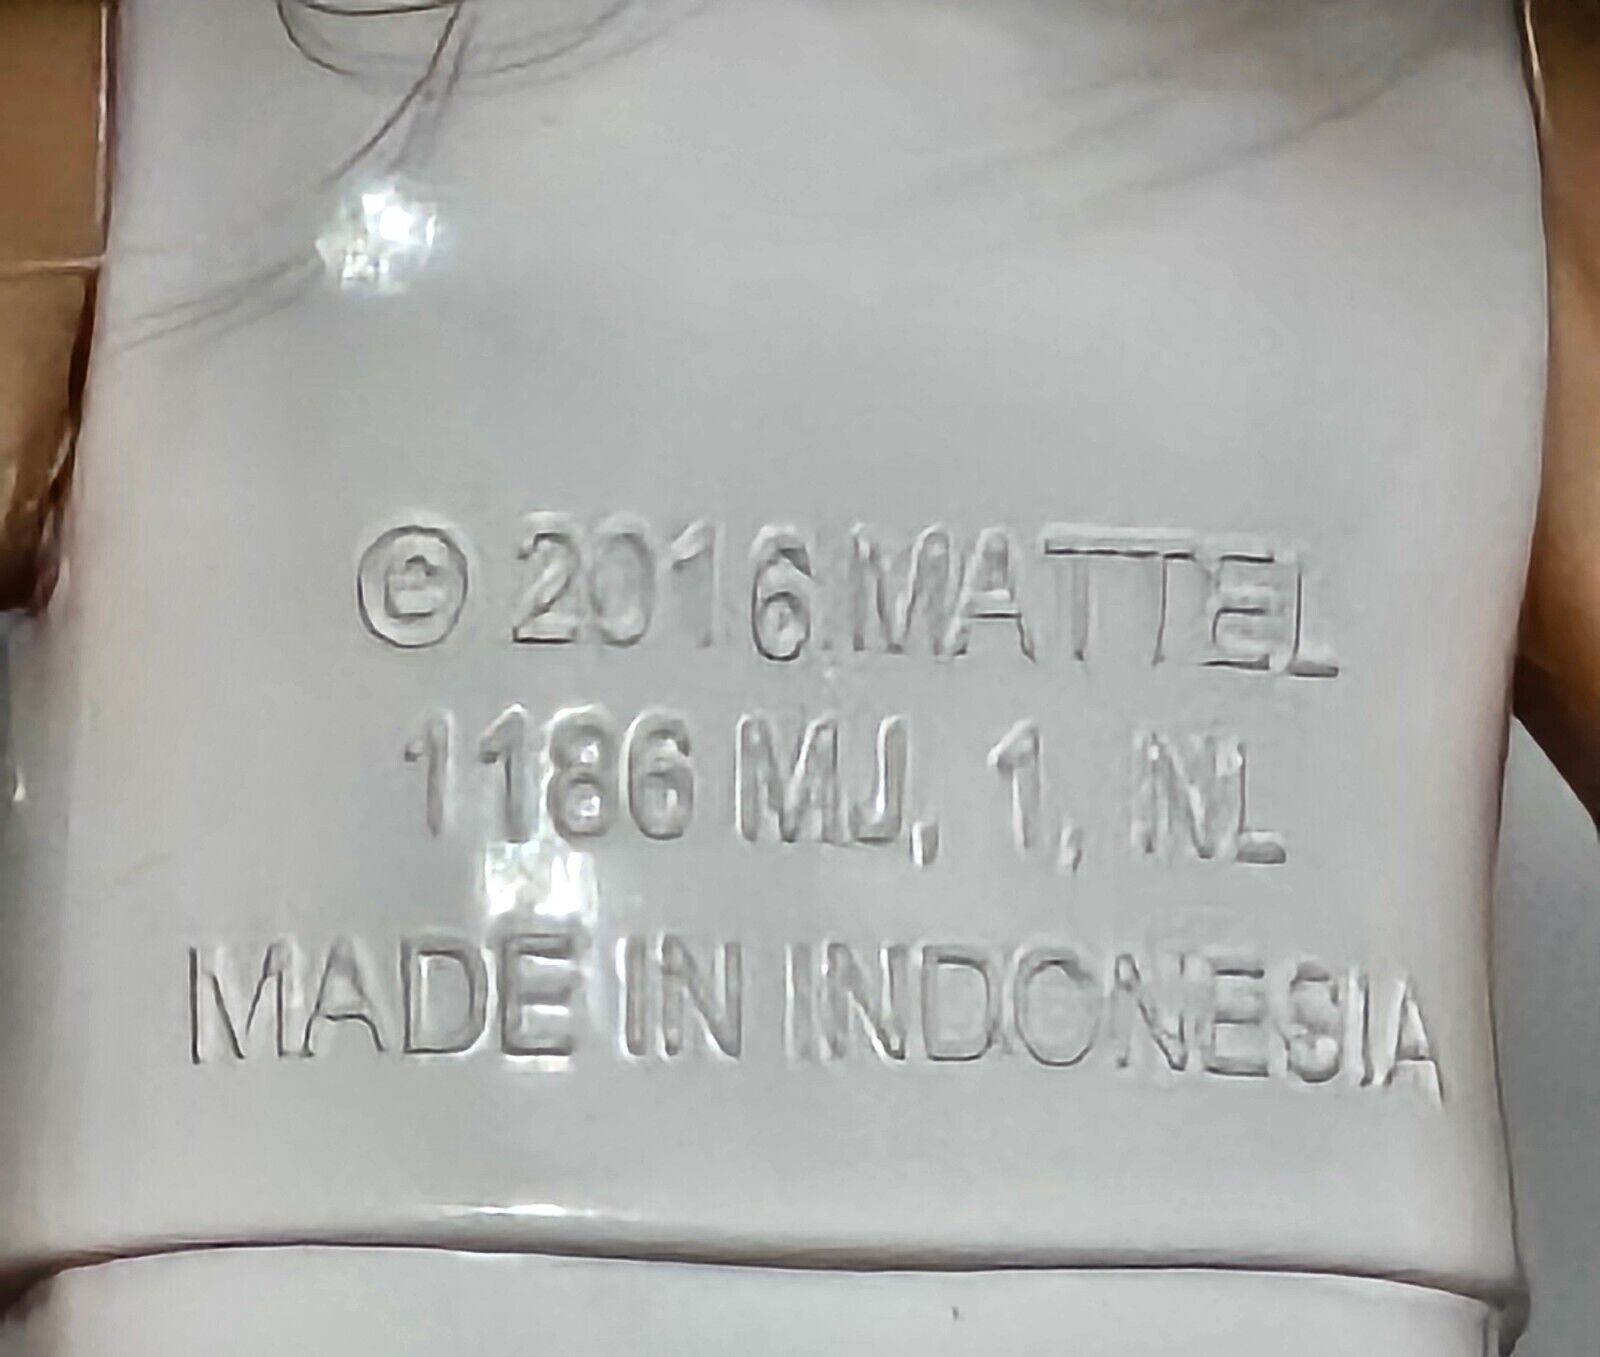 © 2016 MATTEL
1186 MJ, 1, NL
MADE IN INDONESIA